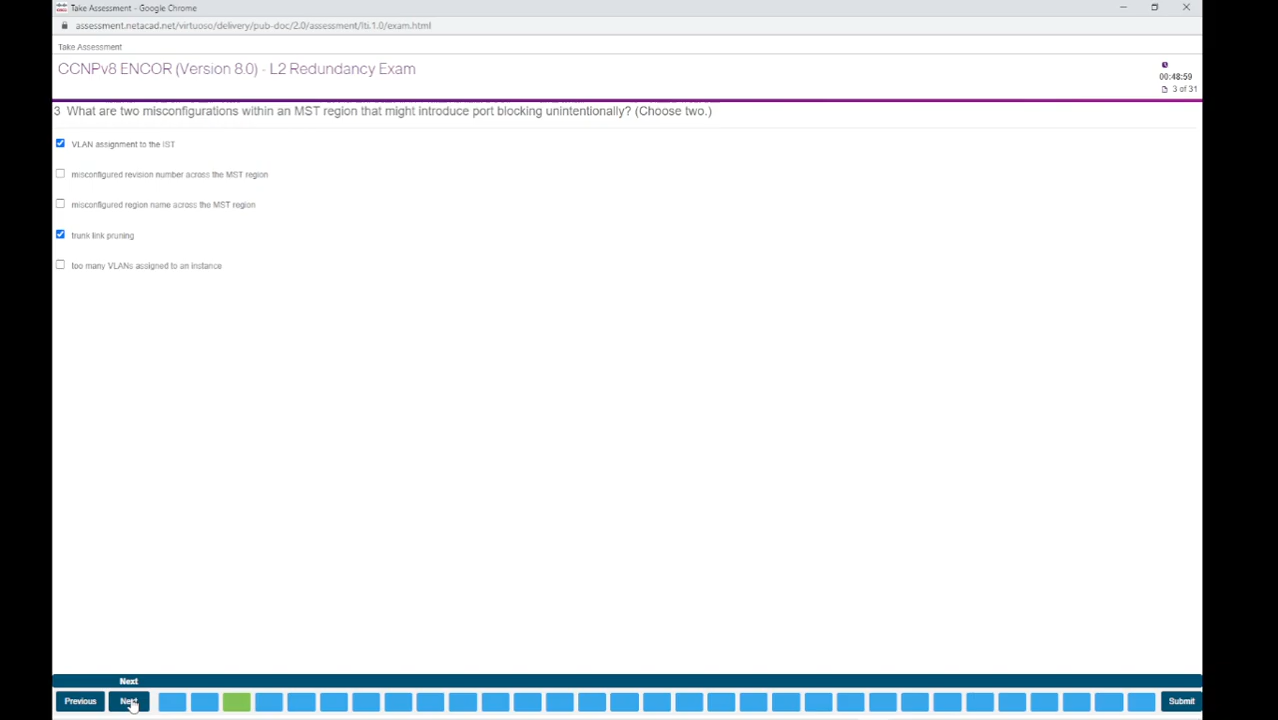 Take Assessment - Google Chrome
assessment.netacad.net/virtuoso/delivery/pub-doc/2.0/assessment/lti.1.0/exam.html
Take Assessment
CCNPv8 ENCOR (Version 8.0) - L2 Redundancy Exam
00:48:59
3 of 31
3 What are two misconfigurations within an MST region that might introduce port blocking unintentionally? (Choose two.)
VLAN assignment to the IST
misconfigured revision number across the MST region
misconfigured region name across the MST region
trunk link pruning
too many VLANs assigned to an instance
Next
Previous
Next
Submit